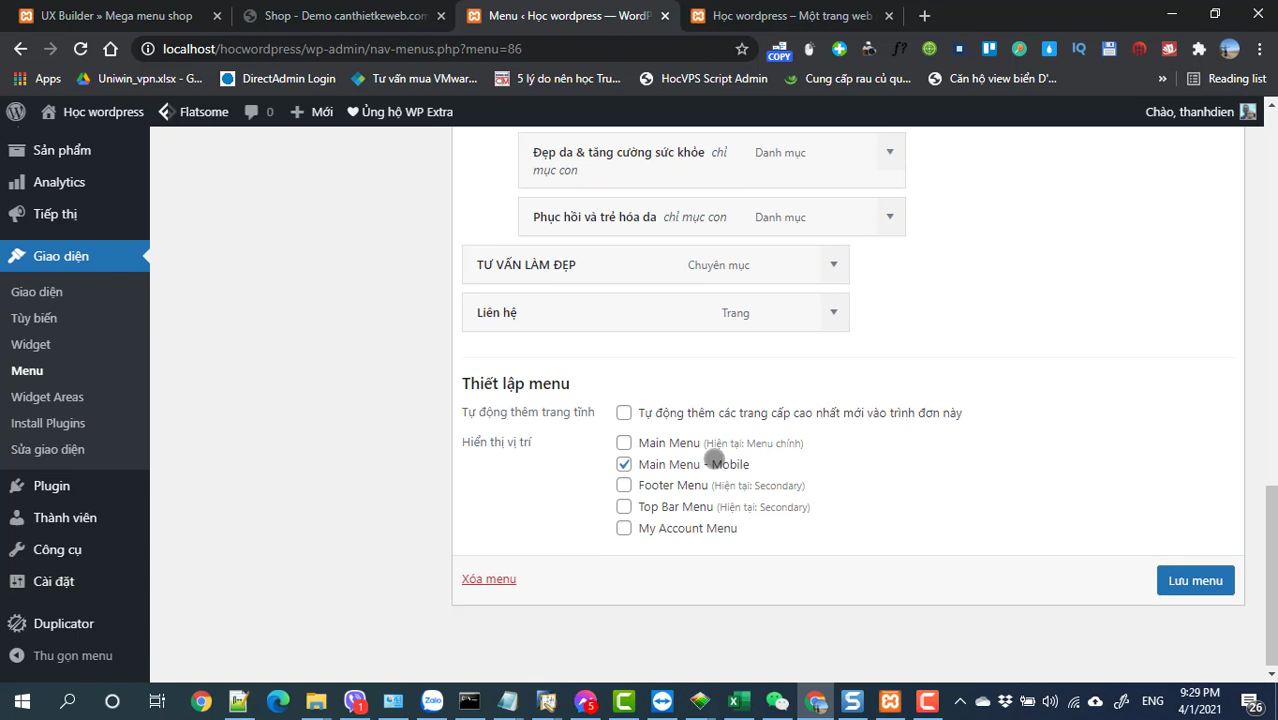 UX Builder » Mega menu shop
Shop - Demo canthietkeweb.com
Menu ‹ Học wordpress — WordP
Học wordpress – Một trang web
localhost/hocwordpress/wp-admin/nav-menus.php?menu=86
COPY
f?
IQ
Apps
Uniwin_vpn.xlsx - G...
DirectAdmin Login
Tư vấn mua VMwar...
5 lý do nên học Tru...
HocVPS Script Admin
Cung cấp rau củ qu...
Căn hộ view biển D'...
»
Reading list
Học wordpress
Flatsome
0
Mới
Ủng hộ WP Extra
Chào, thanhdien
Sản phẩm
Analytics
Tiếp thị
Giao diện
Giao diện
Tùy biến
Widget
Menu
Widget Areas
Install Plugins
Sửa giao diện
Plugin
Thành viên
Công cụ
Cài đặt
Duplicator
Thu gọn menu
Đẹp da & tăng cường sức khỏe chỉ
mục con
Danh mục
Phục hồi và trẻ hóa da chỉ mục con
Danh mục
TƯ VẤN LÀM ĐẸP
Chuyên mục
Liên hệ
Trang
Thiết lập menu
Tự động thêm trang tĩnh
Tự động thêm các trang cấp cao nhất mới vào trình đơn này
Hiển thị vị trí
Main Menu (Hiện tại: Menu chính)
Main Menu - Mobile
Footer Menu (Hiện tại: Secondary)
Top Bar Menu (Hiện tại: Secondary)
My Account Menu
Xóa menu
Lưu menu
1
Zalo
5
ENG
9:29 PM
4/1/2021
26